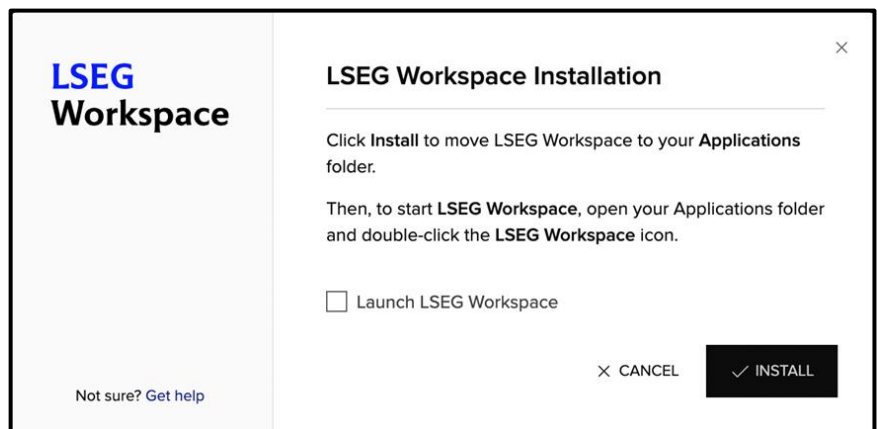 LSEG
Workspace
LSEG Workspace Installation
Click Install to move LSEG Workspace to your Applications
folder.
Then, to start LSEG Workspace, open your Applications folder
and double-click the LSEG Workspace icon.
Launch LSEG Workspace
CANCEL
INSTALL
Not sure? Get help